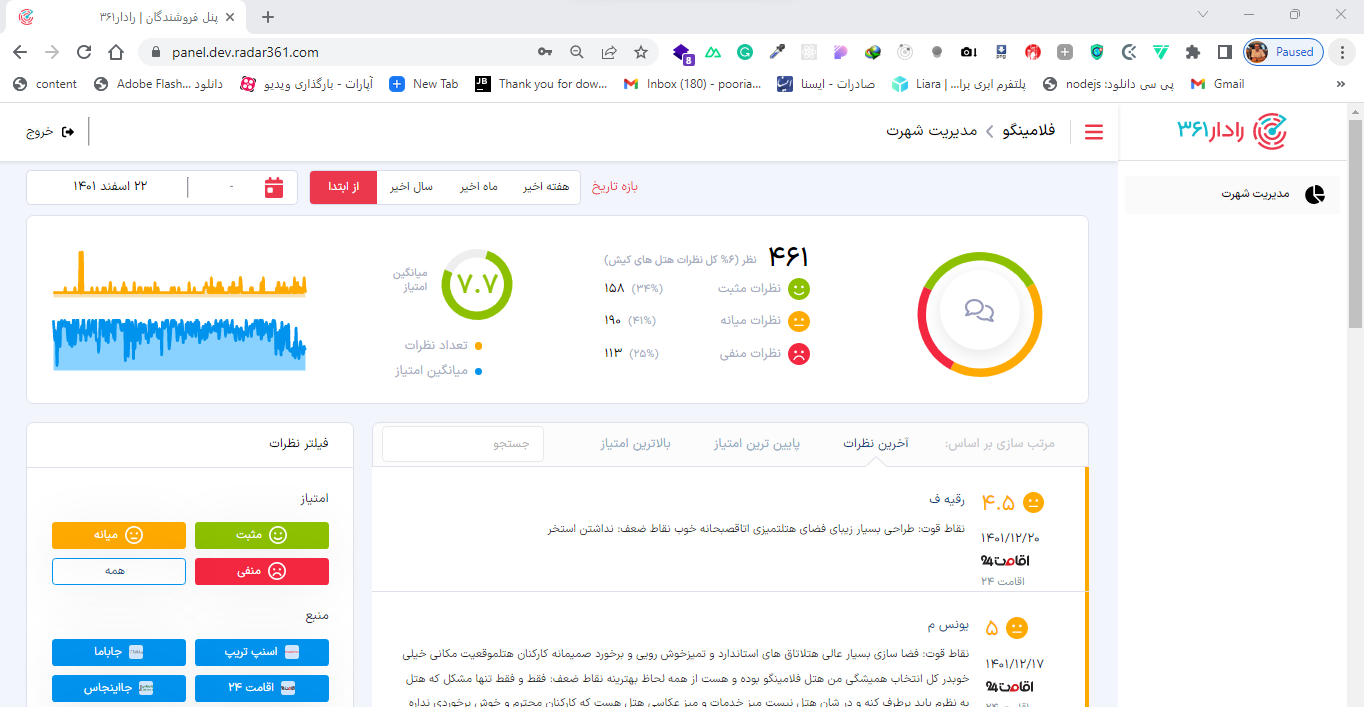 پنل فروشندگان | رادار۳۶۱
panel.dev.radar361.com
8
Paused
content
دانلود Adobe Flash...
آپارات - بارگذاری ویدیو
New Tab
Thank you for dow...
Inbox (180) - pooria...
صادرات - ایسنا
پلتفرم ابری برا... | Liara
پی سی دانلود: nodejs
Gmail
»
رادار۳۶۱
فلامینگو
مدیریت شهرت
خروج
مدیریت شهرت
بازه تاریخ
هفته اخیر
ماه اخیر
سال اخیر
از ابتدا
-
۲۲ اسفند ۱۴۰۱
۴۶۱ نظر (۶% کل نظرات هتل های کیش)
نظرات مثبت (۳۴%) ۱۵۸
نظرات میانه (۴۱%) ۱۹۰
نظرات منفی (۲۵%) ۱۱۳
۷.۷
میانگین
امتیاز
تعداد نظرات
میانگین امتیاز
مرتب سازی بر اساس:
آخرین نظرات
پایین ترین امتیاز
بالاترین امتیاز
جستجو
۴.۵
رقیه ف
نقاط قوت: طراحی بسیار زیبای فضای هتلتمیزی اتاقصبحانه خوب نقاط ضعف: نداشتن استخر
۱۴۰۱/۱۲/۲۰
اقامت24
اقامت ۲۴
۵
یونس م
نقاط قوت: فضا سازی بسیار عالی هتلاتاق های استاندارد و تمیزخوش رویی و برخورد صمیمانه کارکنان هتلموقعیت مکانی خیلی
خوبدر کل انتخاب همیشگی من هتل فلامینگو بوده و هست از همه لحاظ بهترینه نقاط ضعف: فقط و فقط تنها مشکل که هتل
به نظرم باید برطرف کنه و در شان هتل نیست میز خدمات و میز عکاسی هتل هست که کارکنان محترم و خوش برخوردی نداره
۱۴۰۱/۱۲/۱۷
اقامت24
اقامت ۲۴
فیلتر نظرات
امتیاز
مثبت
میانه
منفی
همه
منبع
اسنپ تریپ
جاباما
اقامت ۲۴
جااینجاس